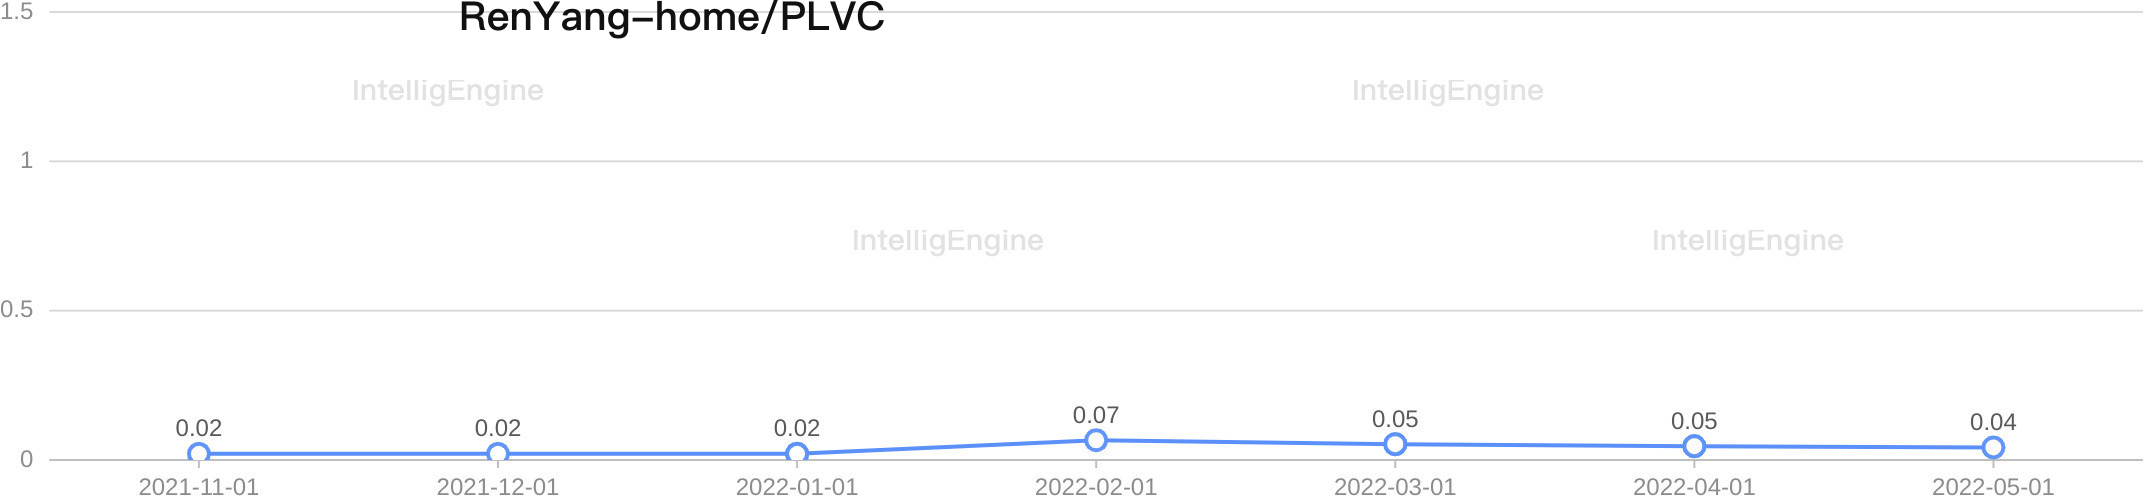 RenYang-home/PLVC
1.5
IntelligEngine IntelligEngine
1
IntelligEngine IntelligEngine
0.5
0.02 0.02 0.02 0.07 0.05 0.05 0.04
0
2021-11-01 2021-12-01 2022-01-01 2022-02-01 2022-03-01 2022-04-01 2022-05-01